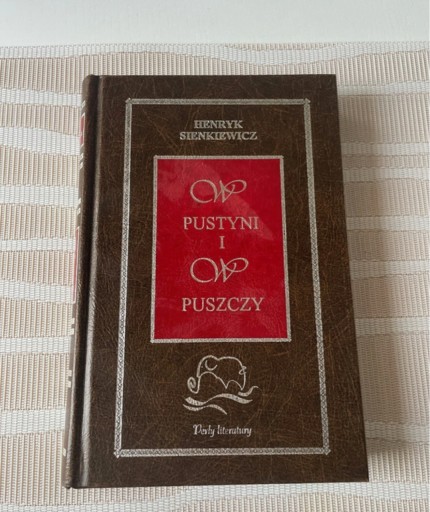 HENRYK
SIENKIEWICZ
W
PUSTYNI
I
W
PUSZCZY
Perły literatury